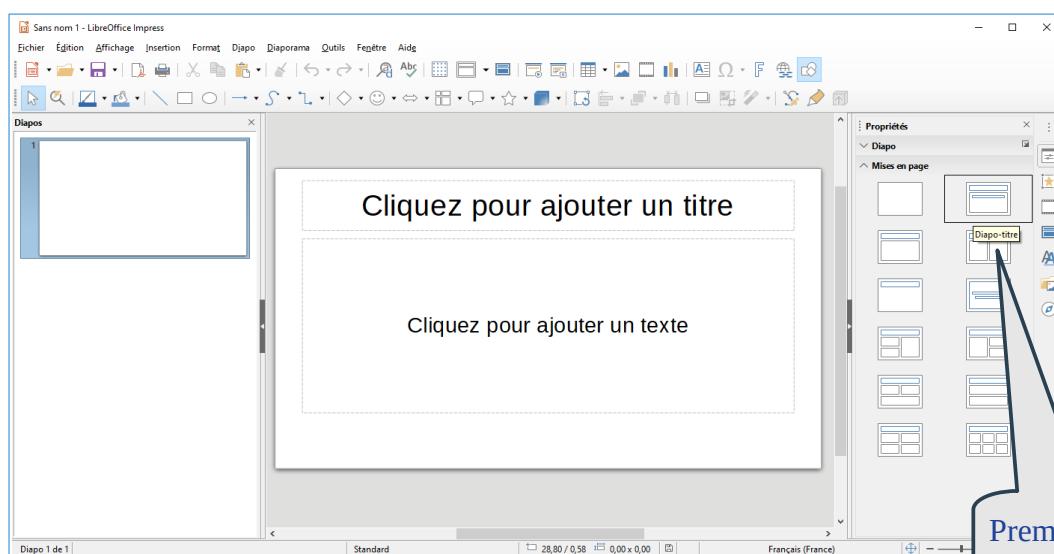 Sans nom 1 - LibreOffice Impress
Fichier Édition Affichage Insertion Format Diapo Diaporama Outils Fenêtre Aide
Diapos
1
Cliquez pour ajouter un titre
Cliquez pour ajouter un texte
Propriétés
Diapo
Mises en page
Diapo-titre
Prem
Diapo 1 de 1 Standard 28,80 / 0,58 0,00 x 0,00 Français (France)